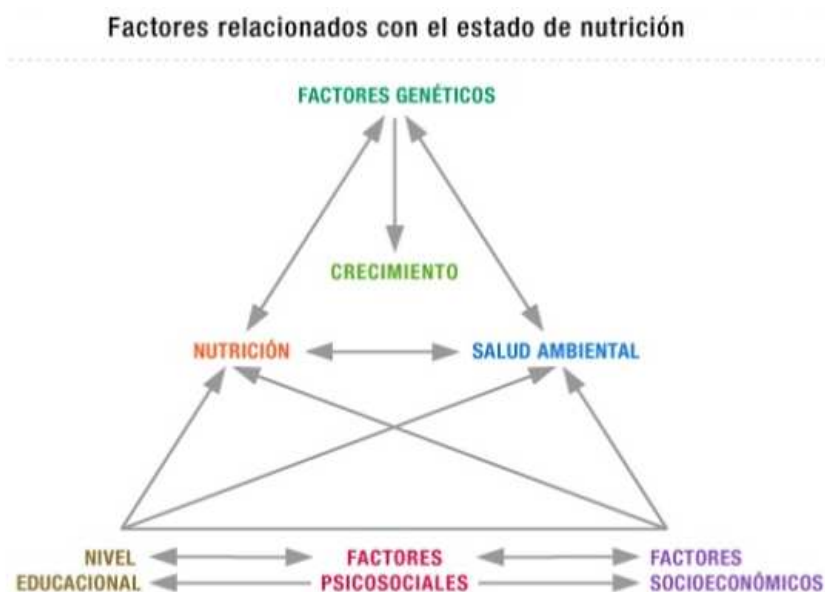 Factores relacionados con el estado de nutrición
FACTORES GENÉTICOS
CRECIMIENTO
NUTRICIÓN
SALUD AMBIENTAL
NIVEL
EDUCACIONAL
FACTORES
PSICOSOCIALES
FACTORES
SOCIOECONÓMICOS